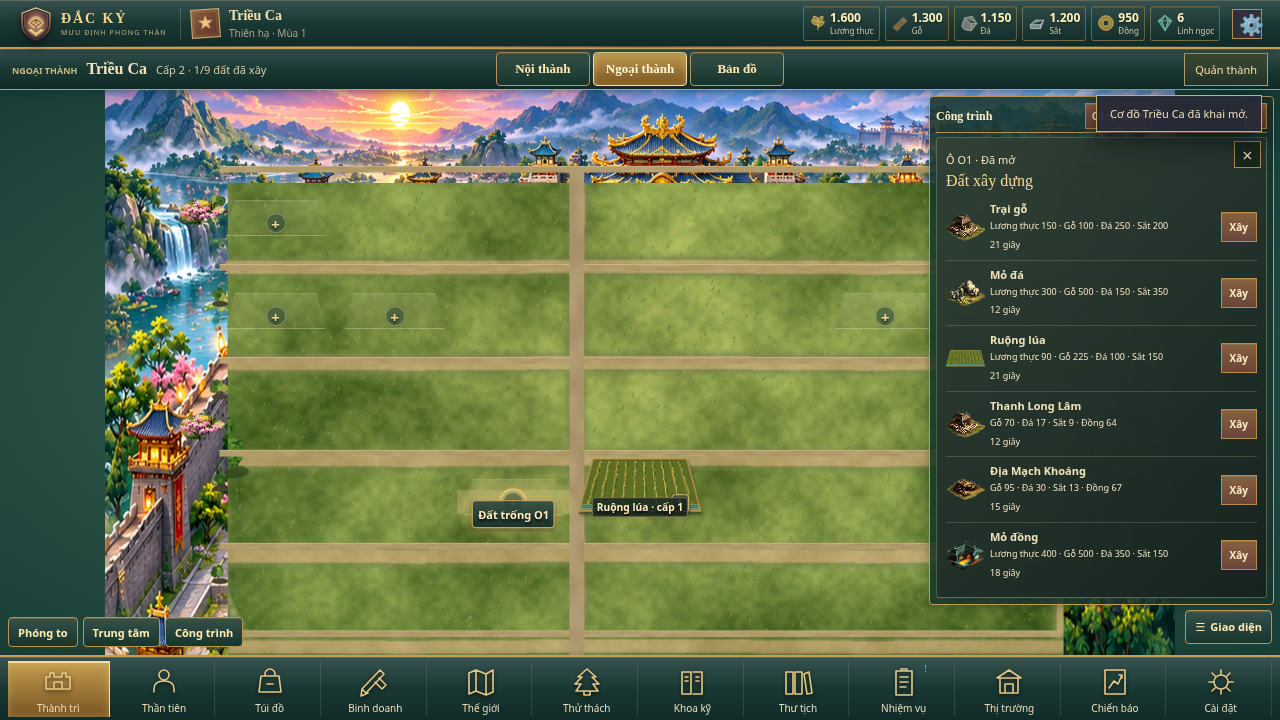 ĐẮC KỶ
MƯU ĐỊNH PHONG THẦN
Triều Ca
Thiên hạ · Mùa 1
1.600
Lương thực
1.300
Gỗ
1.150
Đá
1.200
Sắt
950
Đồng
6
Linh ngọc
NGOẠI THÀNH
Triều Ca
Cấp 2 · 1/9 đất đã xây
Nội thành
Ngoại thành
Bản đồ
Quản thành
Công trình
Cơ đồ Triều Ca đã khai mở.
Ô O1 · Đã mở
Đất xây dựng
Trại gỗ
Lương thực 150 · Gỗ 100 · Đá 250 · Sắt 200
21 giây
Xây
Mỏ đá
Lương thực 300 · Gỗ 500 · Đá 150 · Sắt 350
12 giây
Xây
Ruộng lúa
Lương thực 90 · Gỗ 225 · Đá 100 · Sắt 150
21 giây
Xây
Thanh Long Lâm
Gỗ 70 · Đá 17 · Sắt 9 · Đồng 64
12 giây
Xây
Địa Mạch Khoáng
Gỗ 95 · Đá 30 · Sắt 13 · Đồng 67
15 giây
Xây
Mỏ đồng
Lương thực 400 · Gỗ 500 · Đá 350 · Sắt 150
18 giây
Xây
Đất trống O1
Ruộng lúa · cấp 1
Phóng to
Trung tâm
Công trình
☰ Giao diện
Thành trì
Thần tiên
Túi đồ
Binh doanh
Thế giới
Thử thách
Khoa kỹ
Thư tịch
Nhiệm vụ
!
Thị trường
Chiến báo
Cài đặt